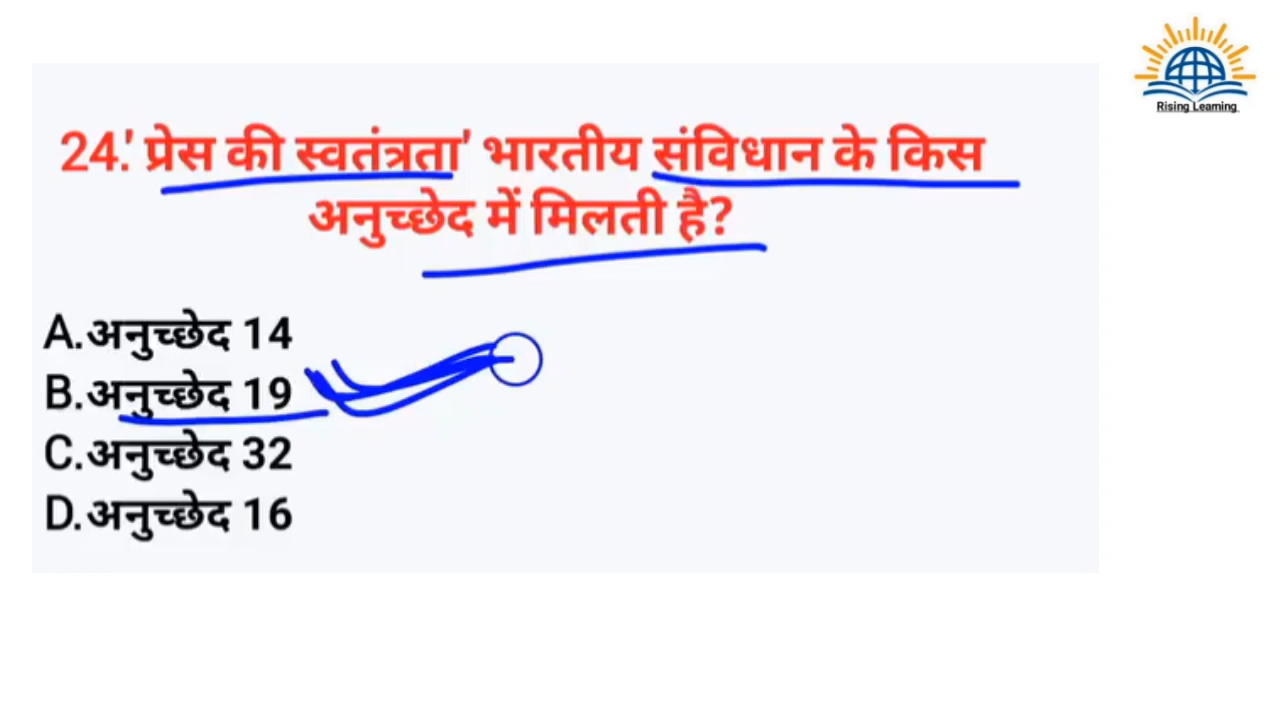 Rising Learning
24.' प्रेस की स्वतंत्रता' भारतीय संविधान के किस
अनुच्छेद में मिलती है?
A.अनुच्छेद 14
B.अनुच्छेद 19
C.अनुच्छेद 32
D.अनुच्छेद 16